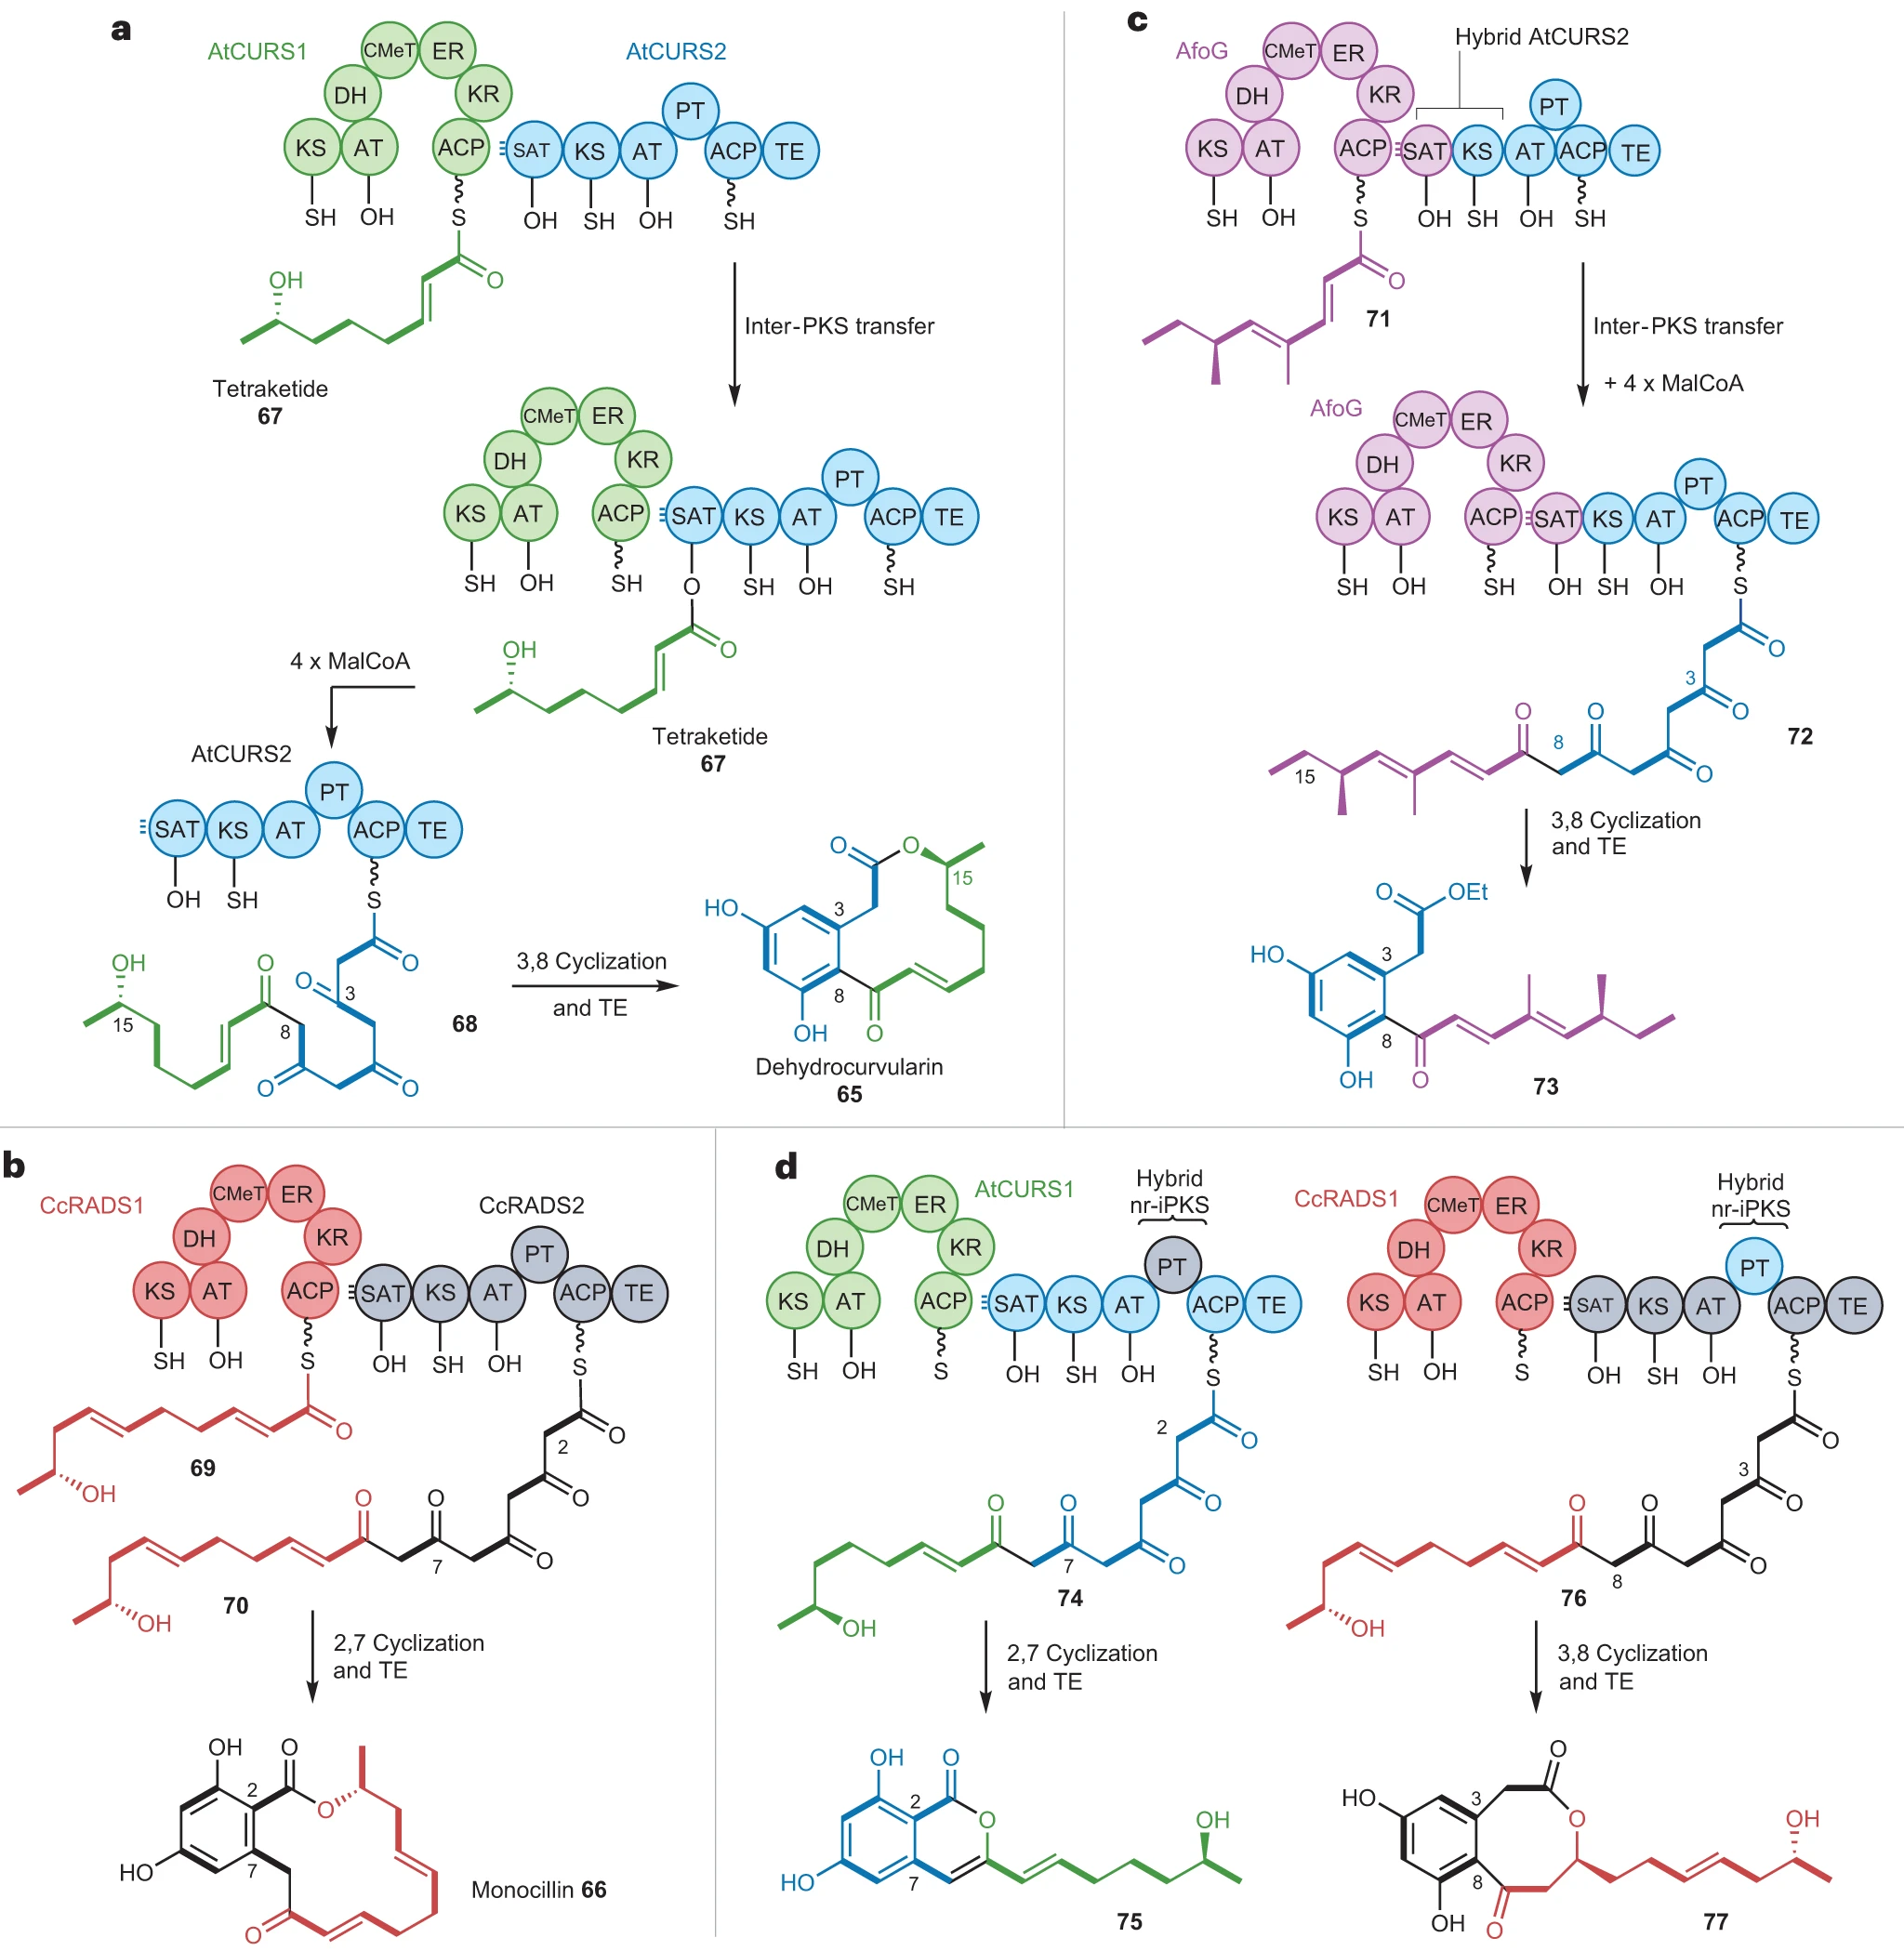 a
AtCURS1
AtCURS2
CMeT ER
DH KR
PT
KS AT ACP SAT KS AT ACP TE
SH OH S OH SH OH SH
O
OH
Inter-PKS transfer
Tetraketide
67
CMeT ER
DH KR
PT
KS AT ACP SAT KS AT ACP TE
SH OH SH O SH OH SH
OH
O
4 x MalCoA
Tetraketide
67
AtCURS2
PT
SAT KS AT ACP TE
OH SH S
OH O O O
3
15 8
68
O O
3,8 Cyclization
and TE
O O
15
HO 3
8
OH O
Dehydrocurvularin
65
c
AfoG
Hybrid AtCURS2
CMeT ER
DH KR
PT
KS AT ACP SAT KS AT ACP TE
SH OH S OH SH OH SH
O
71
Inter-PKS transfer
+ 4 x MalCoA
AfoG
CMeT ER
DH KR
PT
KS AT ACP SAT KS AT ACP TE
SH OH SH OH SH OH S
O
3
O O O
8
72
15 O
3,8 Cyclization
and TE
O OEt
HO 3
8
OH O
73
b
CcRADS1
CcRADS2
CMeT ER
DH KR
PT
KS AT ACP SAT KS AT ACP TE
SH OH S OH SH OH S
O O
2
69
OH O O O
7 O
70
OH
2,7 Cyclization
and TE
OH O
2
O
HO 7
O
Monocillin 66
d
AtCURS1
Hybrid
nr-iPKS
CMeT ER
DH KR
PT
KS AT ACP SAT KS AT ACP TE
SH OH S OH SH OH S
2
O
O O O
7 O
74
OH
2,7 Cyclization
and TE
OH O
2
O OH
HO 7
75
CcRADS1
Hybrid
nr-iPKS
CMeT ER
DH KR
PT
KS AT ACP SAT KS AT ACP TE
SH OH S OH SH OH S
O
3
O O O
8 O
76
OH
3,8 Cyclization
and TE
O
HO 3
O OH
8
OH O
77